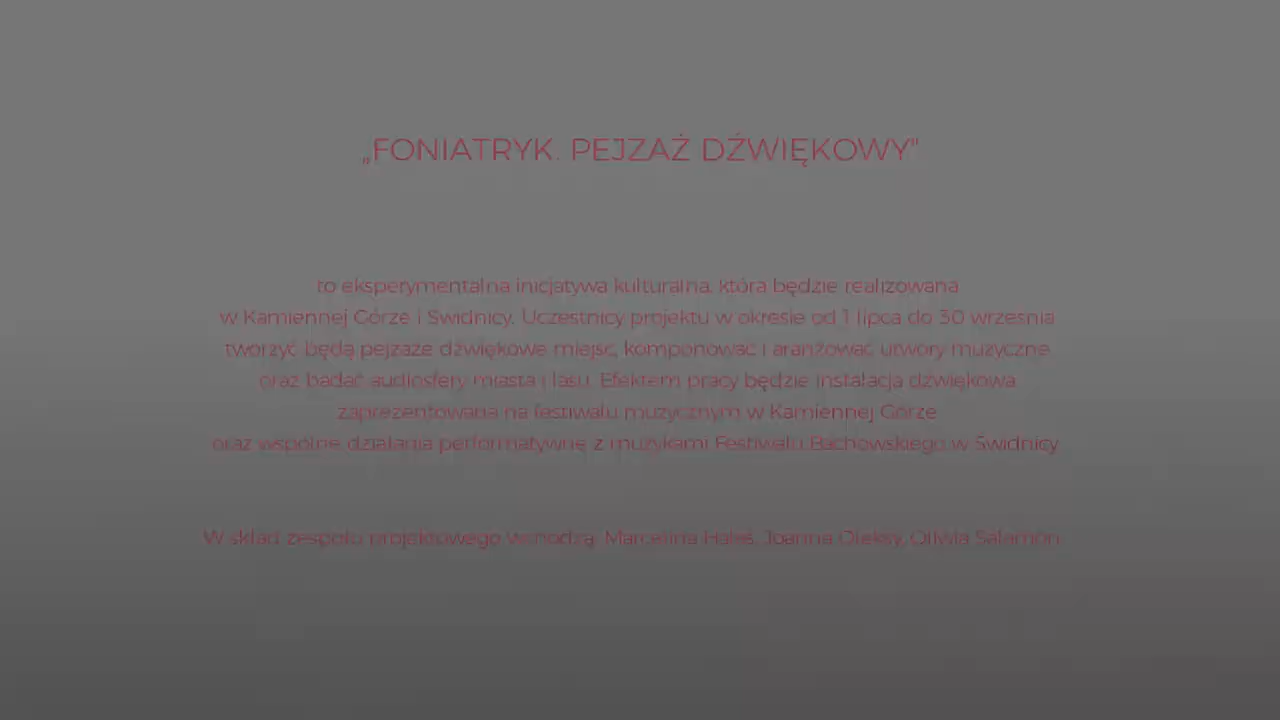 „FONIATRYK. PEJZAŻ DŹWIĘKOWY"
to eksperymentalna inicjatywa kulturalna, która będzie realizowana
w Kamiennej Górze i Świdnicy. Uczestnicy projektu w okresie od 1 lipca do 30 września
tworzyć będą pejzaże dźwiękowe miejsc, komponować i aranżować utwory muzyczne
oraz badać audiosfery miasta i lasu. Efektem pracy będzie instalacja dźwiękowa
zaprezentowana na festiwalu muzycznym w Kamiennej Górze
oraz wspólne działania performatywne z muzykami Festiwalu Bachowskiego w Świdnicy
W skład zespołu projektowego wchodzą: Marcelina Hałas, Joanna Oleksy, Oliwia Salamon